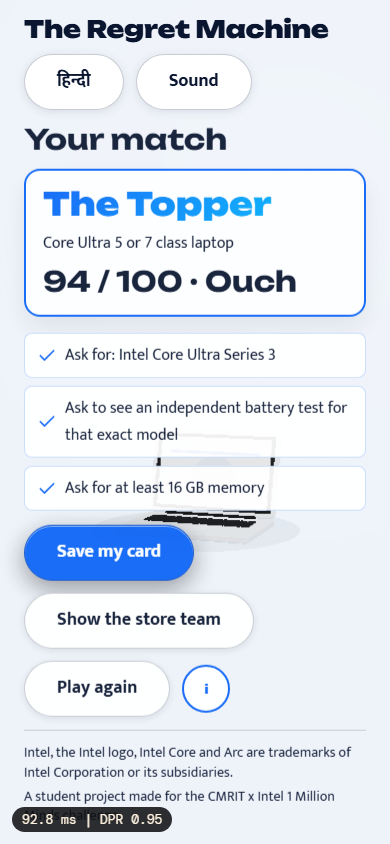 The Regret Machine
हिन्दी
Sound
Your match
The Topper
Core Ultra 5 or 7 class laptop
94 / 100 · Ouch
Ask for: Intel Core Ultra Series 3
Ask to see an independent battery test for
that exact model
Ask for at least 16 GB memory
Save my card
Show the store team
Play again
i
Intel, the Intel logo, Intel Core and Arc are trademarks of
Intel Corporation or its subsidiaries.
A student project made for the CMRIT x Intel 1 Million
92.8 ms | DPR 0.95